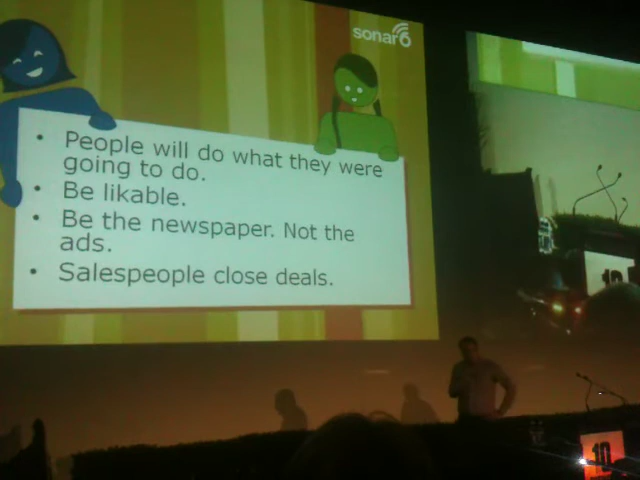 sonar6
• People will do what they were
going to do.
• Be likable.
• Be the newspaper. Not the
ads.
• Salespeople close deals.
10
10